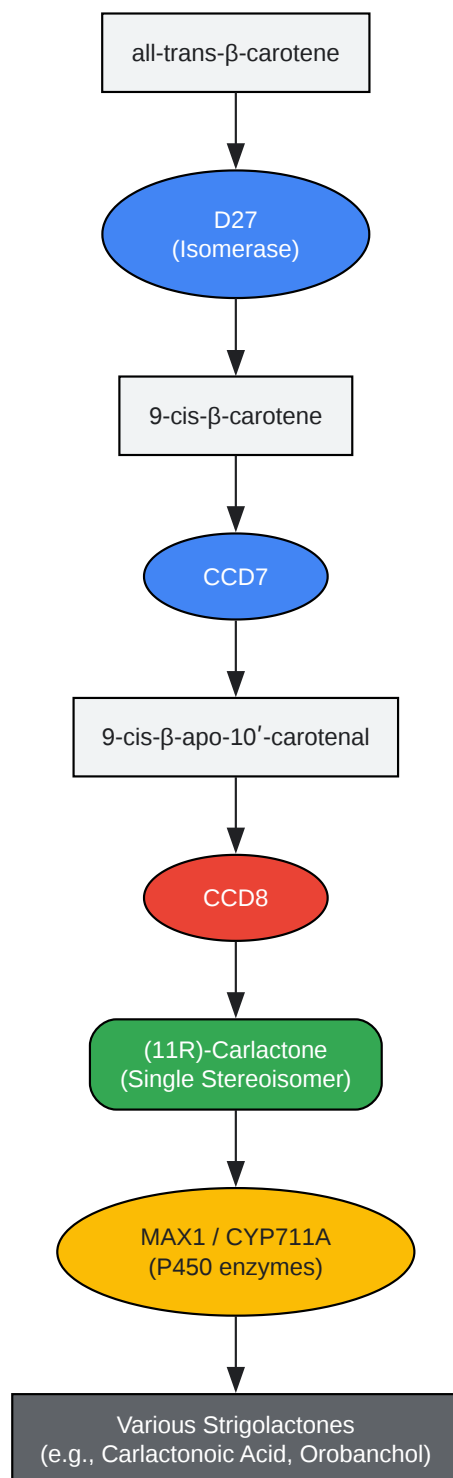 all-trans-β-carotene
D27
(Isomerase)
9-cis-β-carotene
CCD7
9-cis-β-apo-10′-carotenal
CCD8
(11R)-Carlactone
(Single Stereoisomer)
MAX1 / CYP711A
(P450 enzymes)
Various Strigolactones
(e.g., Carlactonoic Acid, Orobanchol)